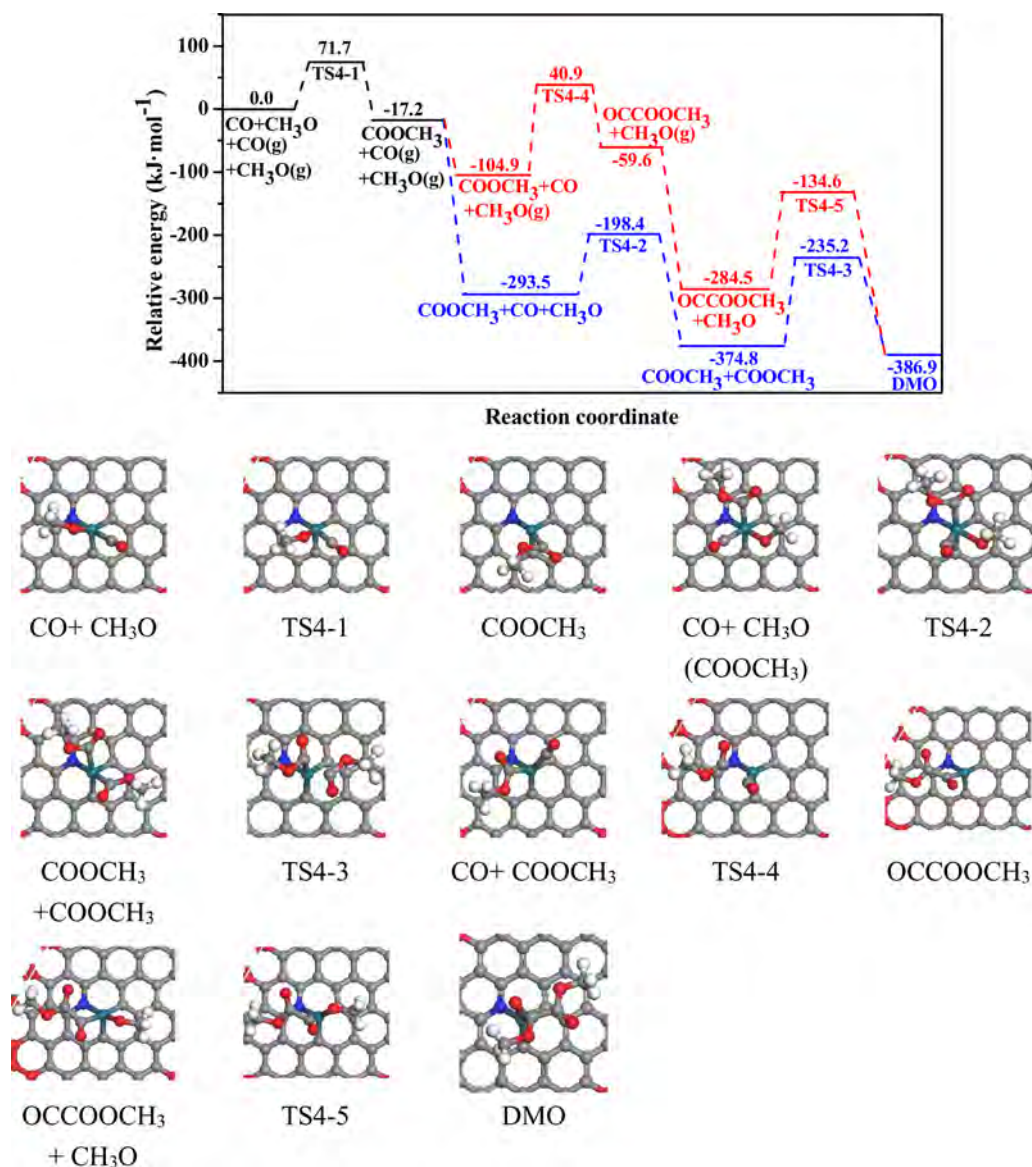 Relative energy (kJ·mol⁻¹)
100
0
-100
-200
-300
-400
0.0
CO+CH₃O
+CO(g)
+CH₃O(g)
71.7
TS4-1
-17.2
COOCH₃
+CO(g)
+CH₃O(g)
-104.9
COOCH₃+CO
+CH₃O(g)
40.9
TS4-4
OCCOOCH₃
+CH₃O(g)
-59.6
-293.5
COOCH₃+CO+CH₃O
-198.4
TS4-2
-284.5
OCCOOCH₃
+CH₃O
-374.8
COOCH₃+COOCH₃
-134.6
TS4-5
-235.2
TS4-3
-386.9
DMO
Reaction coordinate
CO+ CH₃O
TS4-1
COOCH₃
CO+ CH₃O
(COOCH₃)
TS4-2
COOCH₃
+COOCH₃
TS4-3
CO+ COOCH₃
TS4-4
OCCOOCH₃
OCCOOCH₃
+ CH₃O
TS4-5
DMO